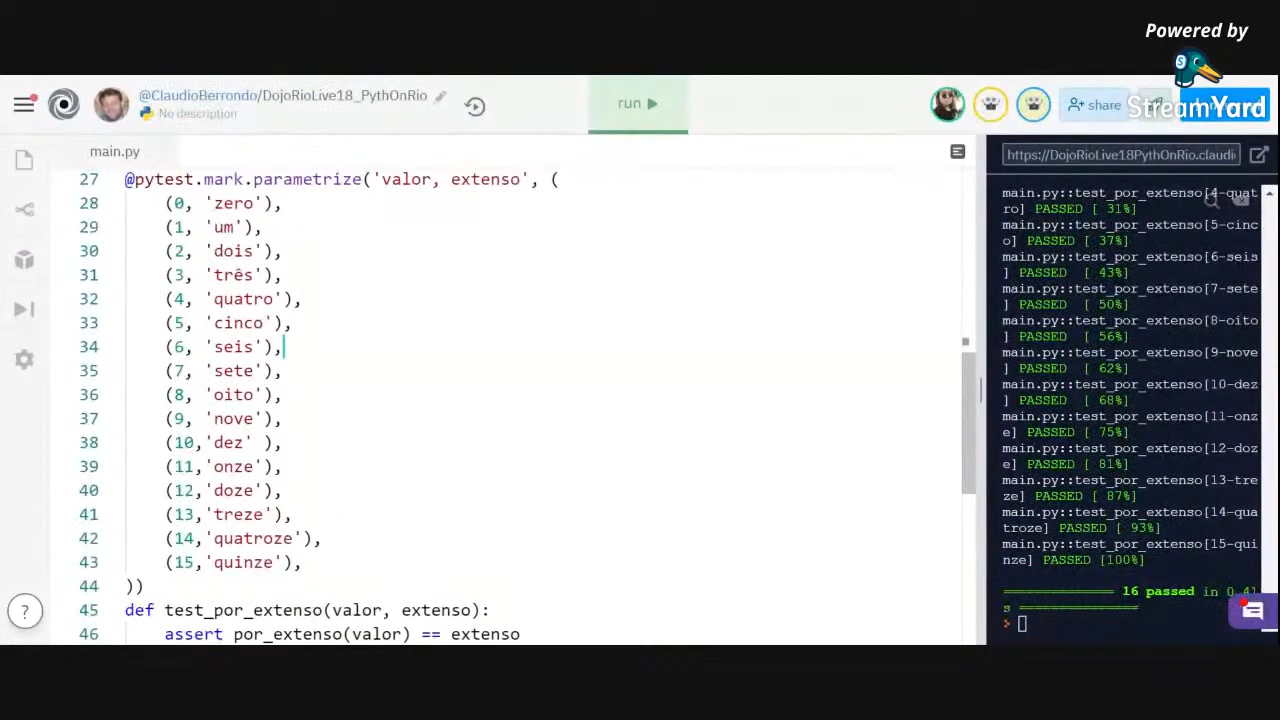 Powered by
StreamYard
@ClaudioBerrondo/DojoRioLive18_PythOnRio
No description
run
share
main.py
https://DojoRioLive18PythOnRio.claudi
27 @pytest.mark.parametrize('valor, extenso', (
28 (0, 'zero'),
29 (1, 'um'),
30 (2, 'dois'),
31 (3, 'três'),
32 (4, 'quatro'),
33 (5, 'cinco'),
34 (6, 'seis'),
35 (7, 'sete'),
36 (8, 'oito'),
37 (9, 'nove'),
38 (10,'dez' ),
39 (11,'onze'),
40 (12,'doze'),
41 (13,'treze'),
42 (14,'quatroze'),
43 (15,'quinze'),
44 ))
45 def test_por_extenso(valor, extenso):
46 assert por_extenso(valor) == extenso
?
main.py::test_por_extenso[4-quat
ro] PASSED [ 31%]
main.py::test_por_extenso[5-cinc
o] PASSED [ 37%]
main.py::test_por_extenso[6-seis
] PASSED [ 43%]
main.py::test_por_extenso[7-sete
] PASSED [ 50%]
main.py::test_por_extenso[8-oito
] PASSED [ 56%]
main.py::test_por_extenso[9-nove
] PASSED [ 62%]
main.py::test_por_extenso[10-dez
] PASSED [ 68%]
main.py::test_por_extenso[11-onz
e] PASSED [ 75%]
main.py::test_por_extenso[12-doz
e] PASSED [ 81%]
main.py::test_por_extenso[13-tre
ze] PASSED [ 87%]
main.py::test_por_extenso[14-qua
troze] PASSED [ 93%]
main.py::test_por_extenso[15-qui
nze] PASSED [100%]
============== 16 passed in 0.41
s ===============
>